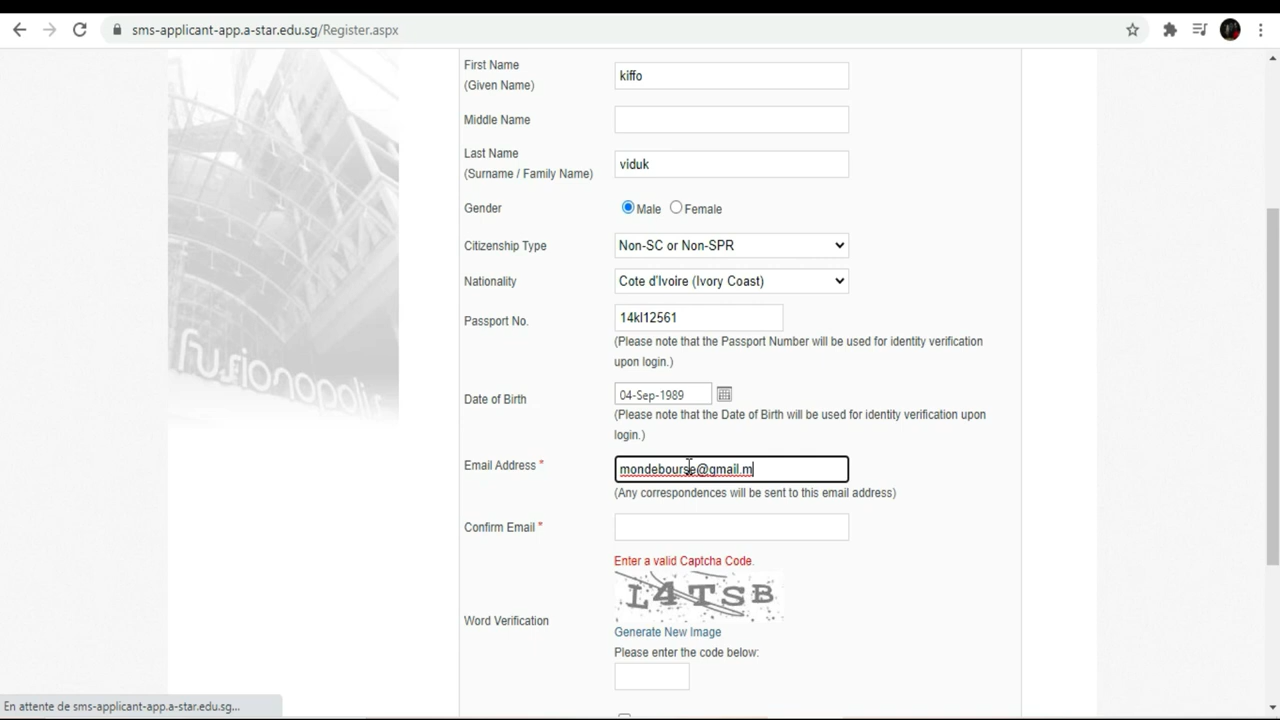 sms-applicant-app.a-star.edu.sg/Register.aspx
First Name
(Given Name)
kiffo
Middle Name
Last Name
(Surname / Family Name)
viduk
Gender
Male Female
Citizenship Type
Non-SC or Non-SPR
Nationality
Cote d'Ivoire (Ivory Coast)
Passport No.
14kl12561
(Please note that the Passport Number will be used for identity verification
upon login.)
Date of Birth
04-Sep-1989
(Please note that the Date of Birth will be used for identity verification upon
login.)
Email Address *
mondebourse@gmail.m
(Any correspondences will be sent to this email address)
Confirm Email *
Enter a valid Captcha Code.
L4TSB
Word Verification
Generate New Image
Please enter the code below:
En attente de sms-applicant-app.a-star.edu.sg...
fusionopolis